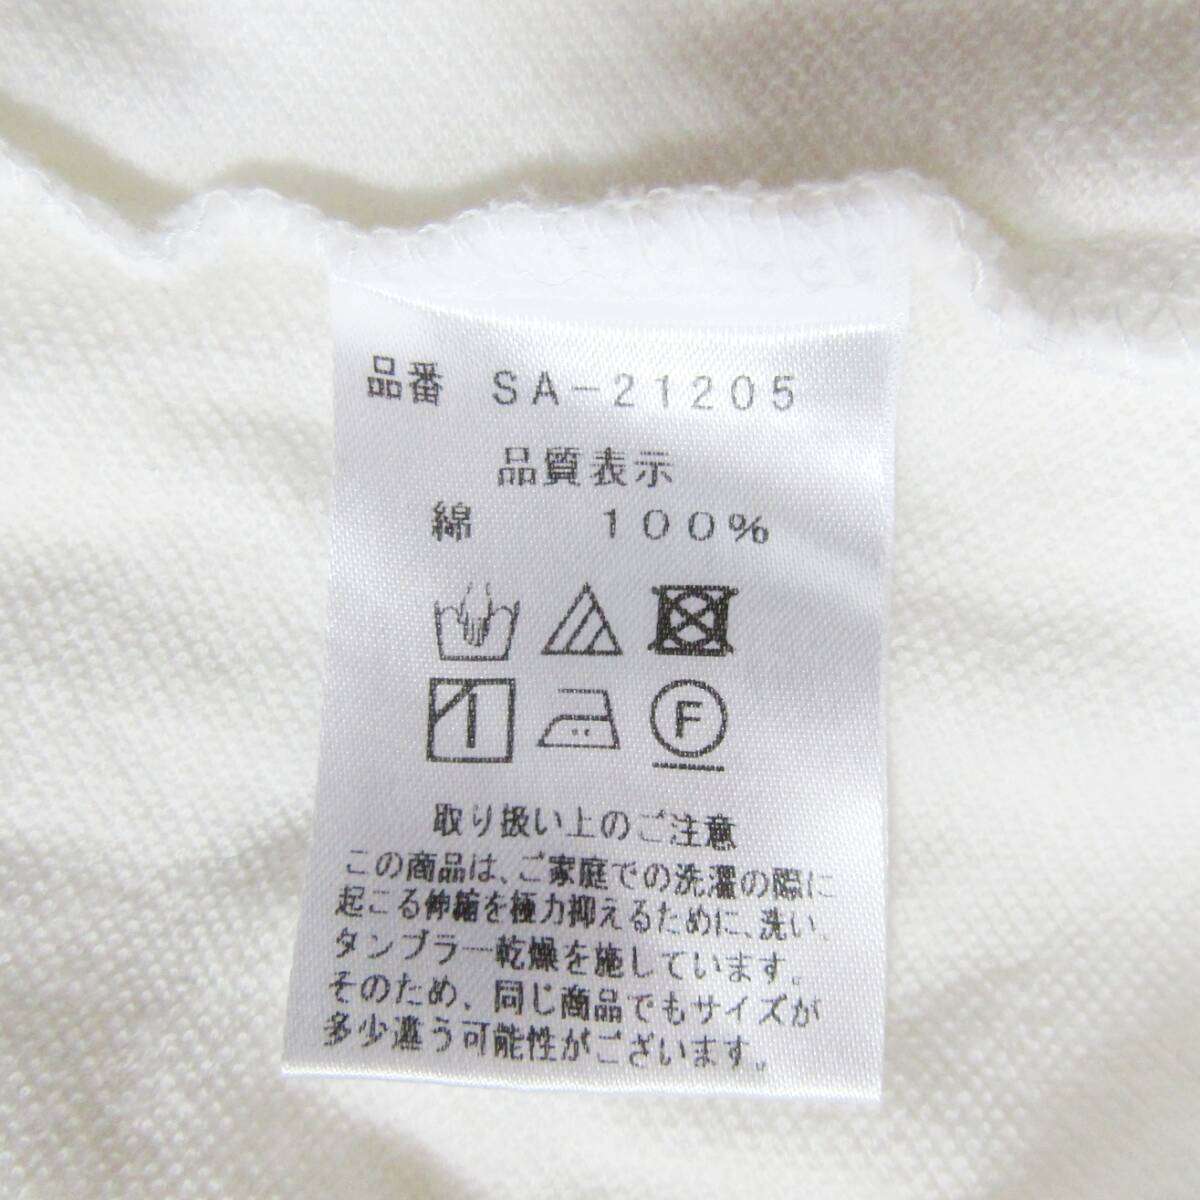 品番 SA-21205
品質表示
綿 100%
F
取り扱い上のご注意
この商品は、ご家庭での洗濯の際に
起こる伸縮を極力抑えるために、洗い、
タンブラー乾燥を施しています。
そのため、同じ商品でもサイズが
多少違う可能性がございます。